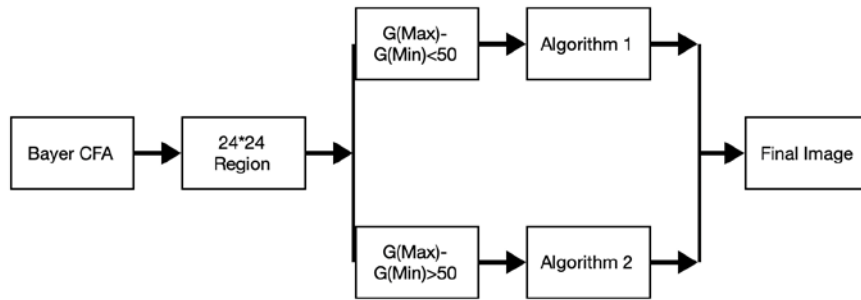 Bayer CFA
24*24
Region
G(Max)-
G(Min)<50
Algorithm 1
G(Max)-
G(Min)>50
Algorithm 2
Final Image